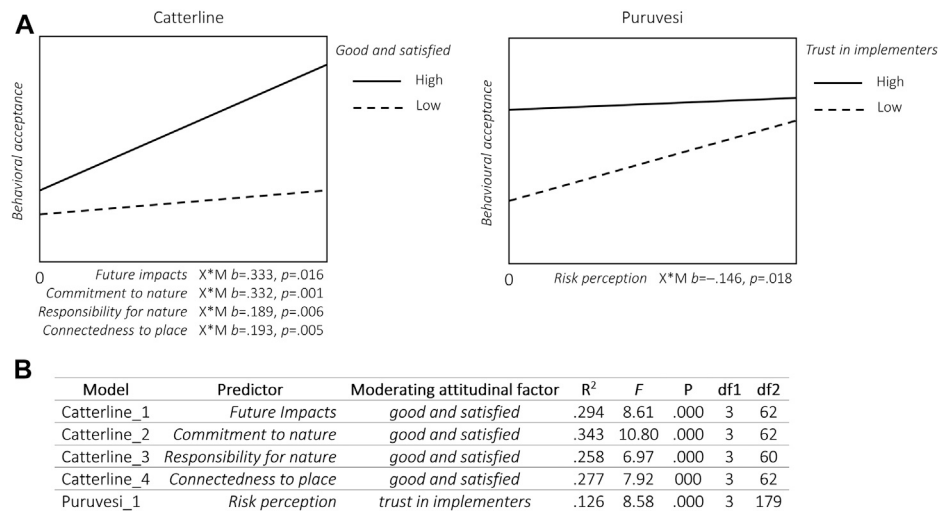 A
Catterline
Good and satisfied
High
Low
Behavioral acceptance
0
Future impacts X*M b=.333, p=.016
Commitment to nature X*M b=.332, p=.001
Responsibility for nature X*M b=.189, p=.006
Connectedness to place X*M b=.193, p=.005
Puruvesi
Trust in implementers
High
Low
Behavioural acceptance
0
Risk perception X*M b=–.146, p=.018
B
Model Predictor Moderating attitudinal factor R² F P df1 df2
Catterline_1 Future Impacts good and satisfied .294 8.61 .000 3 62
Catterline_2 Commitment to nature good and satisfied .343 10.80 .000 3 62
Catterline_3 Responsibility for nature good and satisfied .258 6.97 .000 3 60
Catterline_4 Connectedness to place good and satisfied .277 7.92 000 3 62
Puruvesi_1 Risk perception trust in implementers .126 8.58 .000 3 179